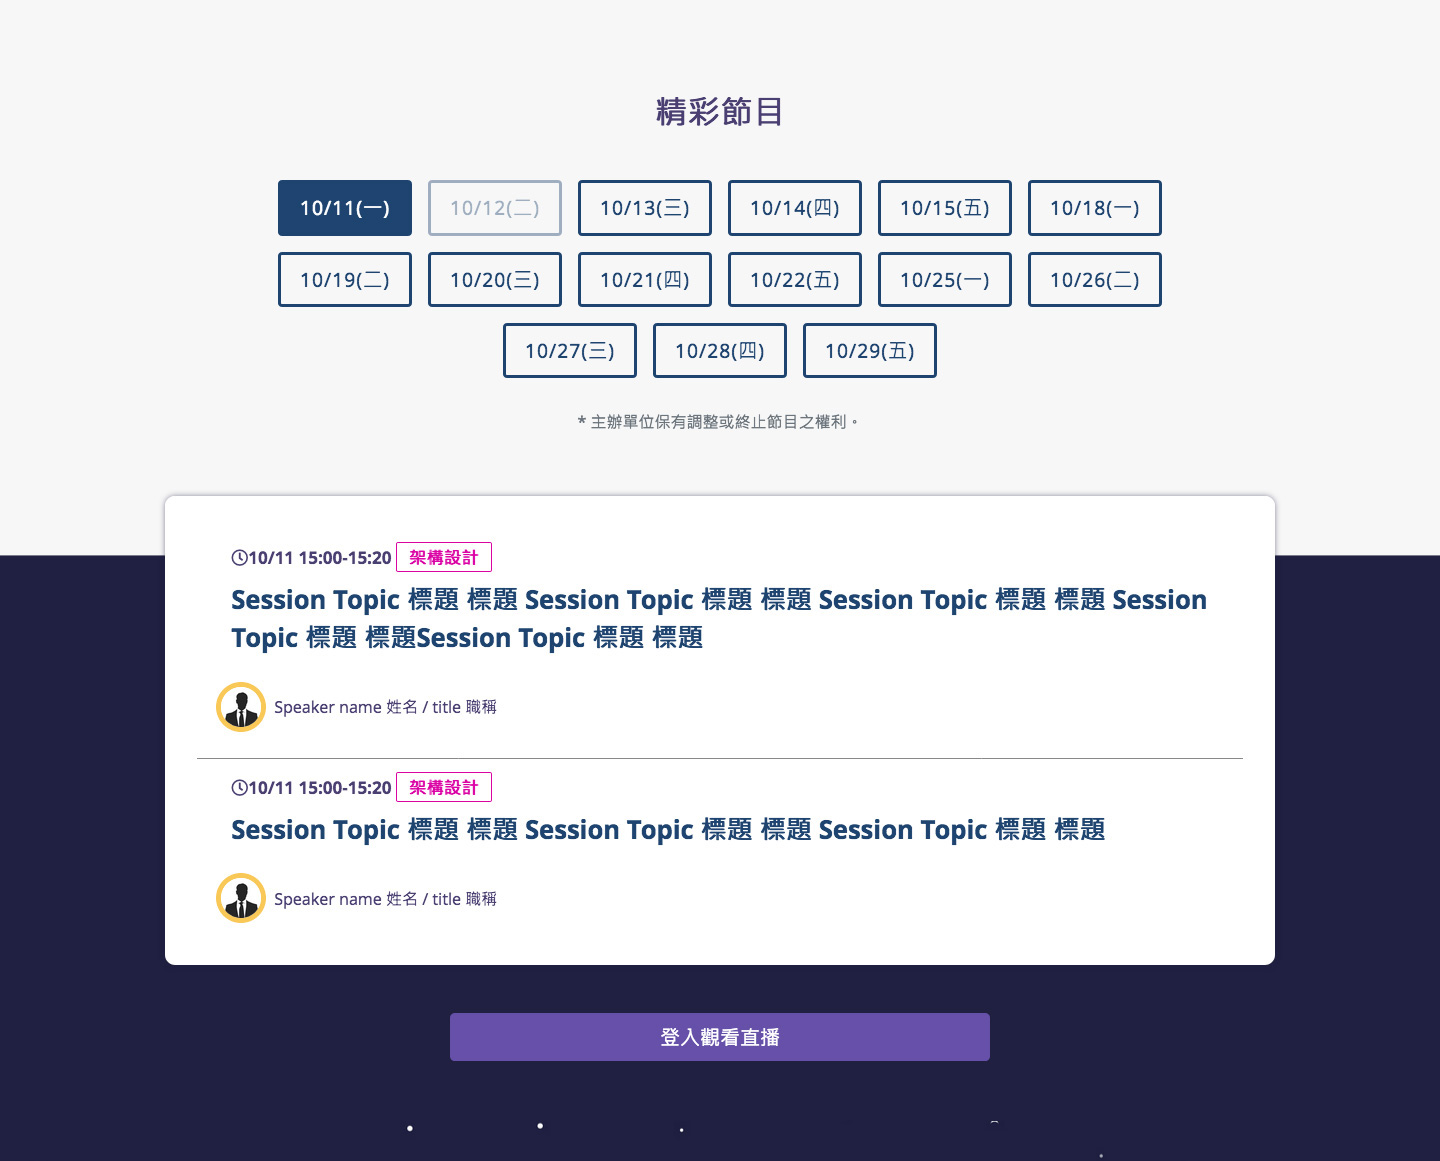 精彩節目
10/11(一) 10/12(二) 10/13(三) 10/14(四) 10/15(五) 10/18(一)
10/19(二) 10/20(三) 10/21(四) 10/22(五) 10/25(一) 10/26(二)
10/27(三) 10/28(四) 10/29(五)
* 主辦單位保有調整或終止節目之權利。
10/11 15:00-15:20 架構設計
Session Topic 標題 標題 Session Topic 標題 標題 Session Topic 標題 標題 Session
Topic 標題 標題Session Topic 標題 標題
Speaker name 姓名 / title 職稱
10/11 15:00-15:20 架構設計
Session Topic 標題 標題 Session Topic 標題 標題 Session Topic 標題 標題
Speaker name 姓名 / title 職稱
登入觀看直播